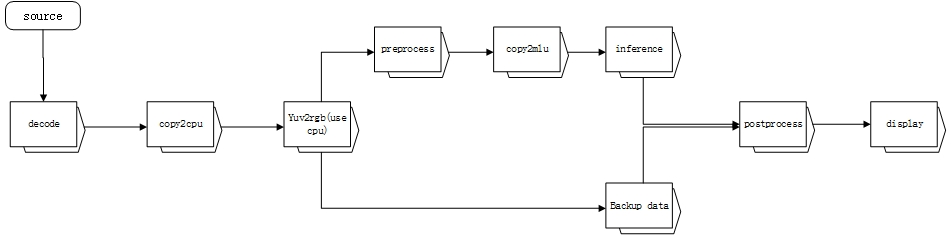 source
preprocess
copy2mlu
inference
decode
copy2cpu
Yuv2rgb(use
cpu)
postprocess
display
Backup data